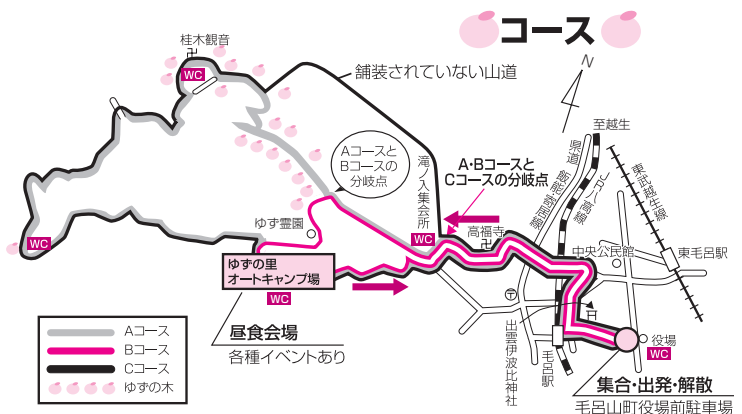 コース
桂木観音
WC
舗装されていない山道
N
至越生
県道 飯能寄居線
JR八高線
東武越生線
AコースとBコースの分岐点
滝ノ入集会所
A・BコースとCコースの分岐点
ゆず霊園
高福寺
WC
中央公民館
東毛呂駅
WC
ゆずの里
オートキャンプ場
WC
昼食会場
各種イベントあり
出雲伊波比神社
毛呂駅
役場
WC
集合・出発・解散
毛呂山町役場前駐車場
Aコース
Bコース
Cコース
ゆずの木